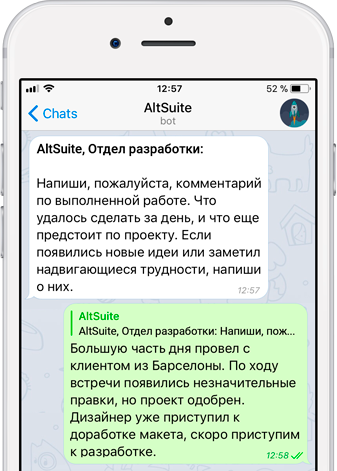 12:57
52 %
Chats
AltSuite
bot
AltSuite, Отдел разработки:
Напиши, пожалуйста, комментарий
по выполненной работе. Что
удалось сделать за день, и что еще
предстоит по проекту. Если
появились новые идеи или заметил
надвигающиеся трудности, напиши
о них.
12:57
AltSuite
AltSuite, Отдел разработки: Напиши, пож...
Большую часть дня провел с
клиентом из Барселоны. По ходу
встречи появились незначительные
правки, но проект одобрен.
Дизайнер уже приступил к
доработке макета, скоро приступим
к разработке.
12:58